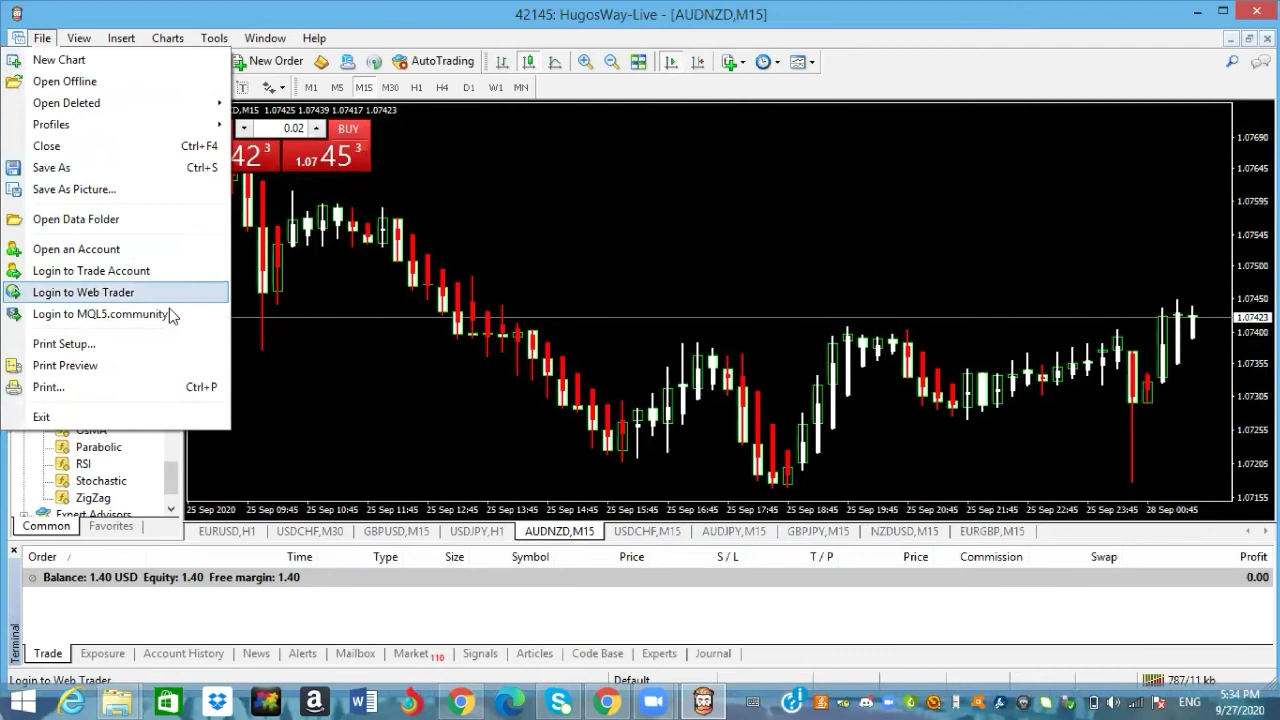 42145: HugosWay-Live - [AUDNZD,M15]
File View Insert Charts Tools Window Help
New Order AutoTrading
M1 M5 M15 M30 H1 H4 D1 W1 MN
New Chart
Open Offline
Open Deleted
Profiles
Close Ctrl+F4
Save As Ctrl+S
Save As Picture...
Open Data Folder
Open an Account
Login to Trade Account
Login to Web Trader
Login to MQL5.community
Print Setup...
Print Preview
Print... Ctrl+P
Exit
D,M15 1.07425 1.07439 1.07417 1.07423
0.02 BUY
42 3 1.07 45 3
1.07690
1.07645
1.07595
1.07545
1.07495
1.07450
1.07423
1.07400
1.07355
1.07305
1.07255
1.07205
1.07155
OsMA
Parabolic
RSI
Stochastic
ZigZag
Expert Advisors
Common Favorites
25 Sep 2020 25 Sep 09:45 25 Sep 10:45 25 Sep 11:45 25 Sep 12:45 25 Sep 13:45 25 Sep 14:45 25 Sep 15:45 25 Sep 16:45 25 Sep 17:45 25 Sep 18:45 25 Sep 19:45 25 Sep 20:45 25 Sep 21:45 25 Sep 22:45 25 Sep 23:45 28 Sep 00:45
EURUSD,H1 USDCHF,M30 GBPUSD,M15 USDJPY,H1 AUDNZD,M15 USDCHF,M15 AUDJPY,M15 GBPJPY,M15 NZDUSD,M15 EURGBP,M15
Order / Time Type Size Symbol Price S / L T / P Price Commission Swap Profit
Balance: 1.40 USD Equity: 1.40 Free margin: 1.40 0.00
Terminal
Trade Exposure Account History News Alerts Mailbox Market 110 Signals Articles Code Base Experts Journal
Login to Web Trader Default 787/11 kb
5:34 PM
9/27/2020